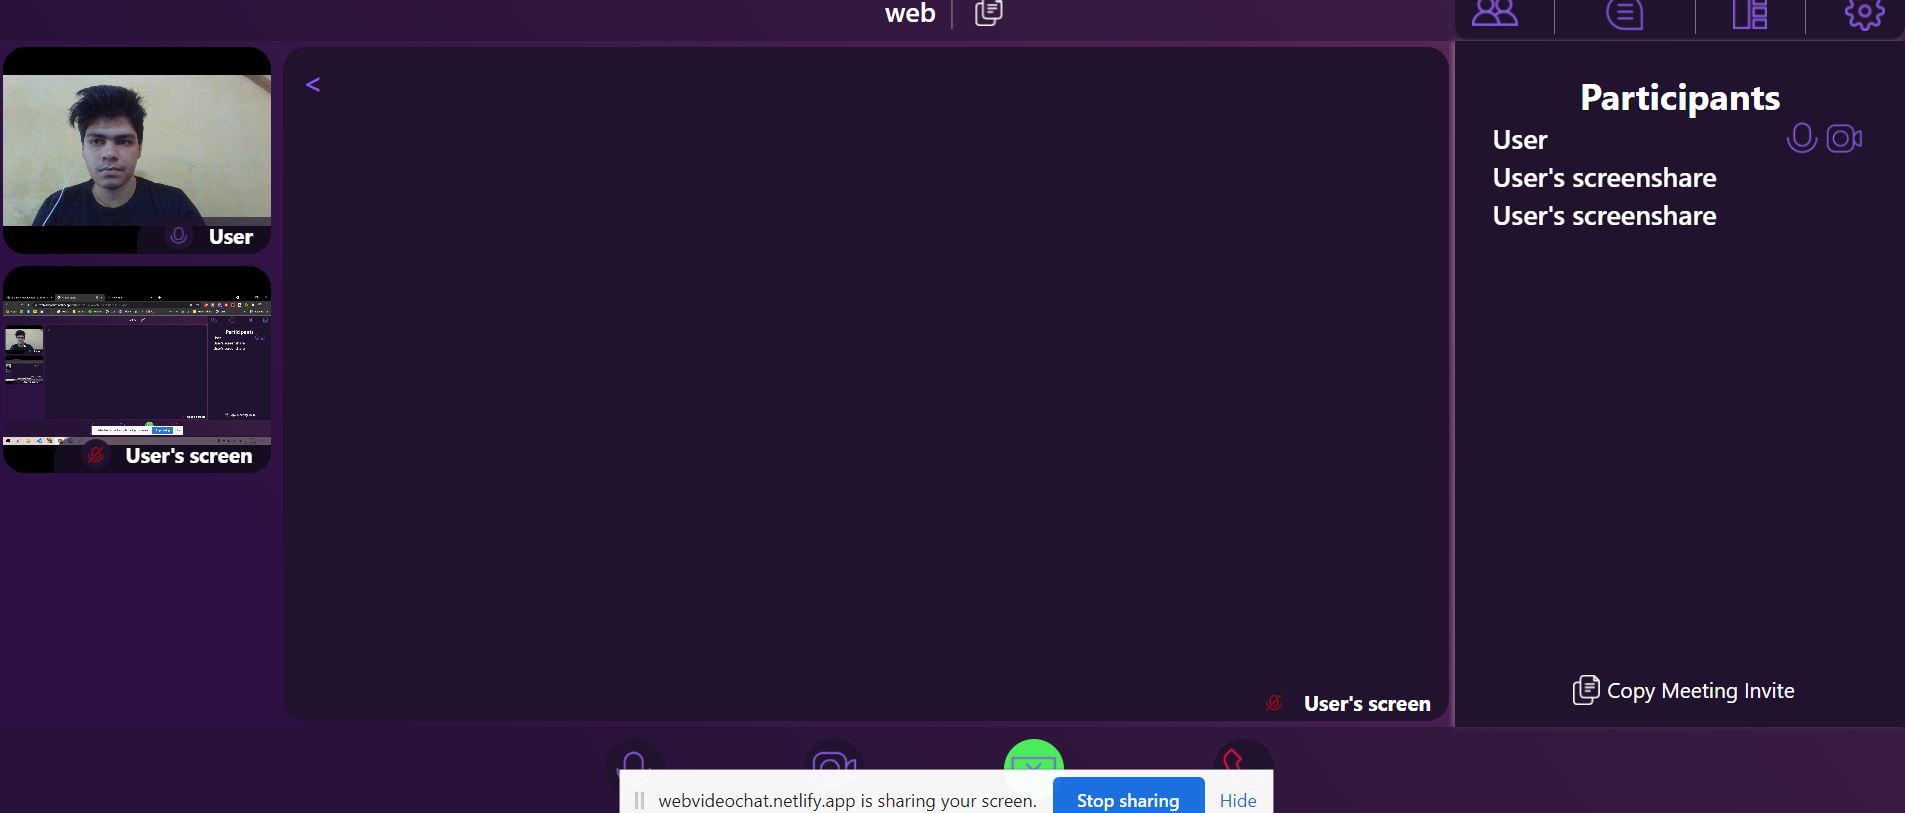 web
<
User
User's screen
User's screen
Participants
User
User's screenshare
User's screenshare
Copy Meeting Invite
webvideochat.netlify.app is sharing your screen.
Stop sharing
Hide